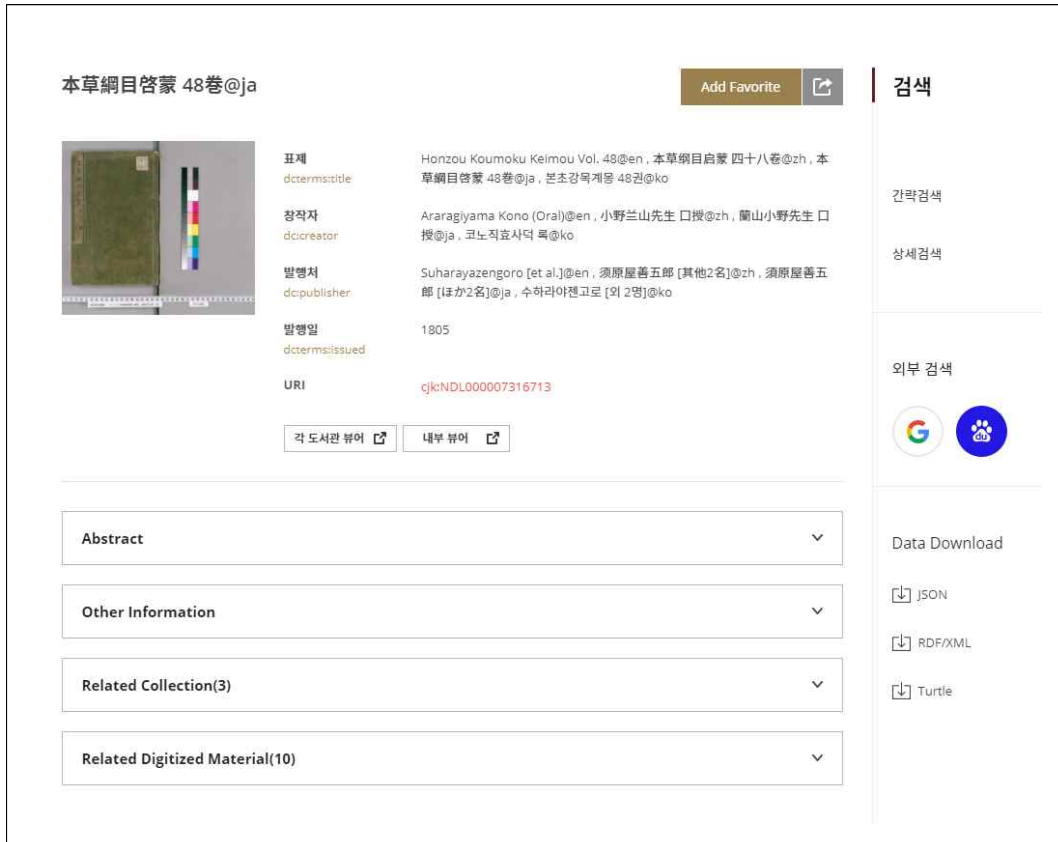 本草綱目啓蒙 48巻@ja
Add Favorite
표제
dcterms:title
Honzou Koumoku Keimou Vol. 48@en , 本草纲目启蒙 四十八卷@zh , 本
草綱目啓蒙 48巻@ja , 본초강목계몽 48권@ko
창작자
dc:creator
Araragiyama Kono (Oral)@en , 小野兰山先生 口授@zh , 蘭山小野先生 口
授@ja , 코노직효사덕 록@ko
발행처
dc:publisher
Suharayazengoro [et al.]@en , 须原屋善五郎 [其他2名]@zh , 須原屋善五
郎 [ほか2名]@ja , 수하라야젠고로 [외 2명]@ko
발행일
dcterms:issued
1805
URI
cjk:NDL000007316713
각 도서관 뷰어
내부 뷰어
Abstract
Other Information
Related Collection(3)
Related Digitized Material(10)
검색
간략검색
상세검색
외부 검색
G
du
Data Download
JSON
RDF/XML
Turtle